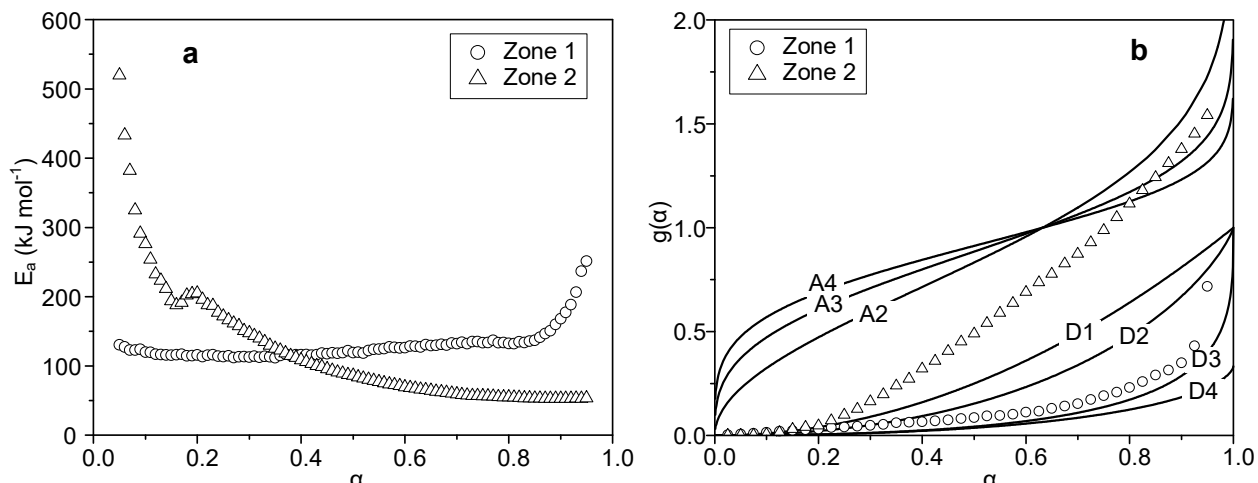 a
Zone 1
Zone 2
600
500
400
300
200
100
0
Eₐ (kJ mol⁻¹)
0.0 0.2 0.4 0.6 0.8 1.0
α
b
Zone 1
Zone 2
2.0
1.5
1.0
0.5
0.0
g(α)
A4
A3
A2
D1
D2
D3
D4
0.0 0.2 0.4 0.6 0.8 1.0
α